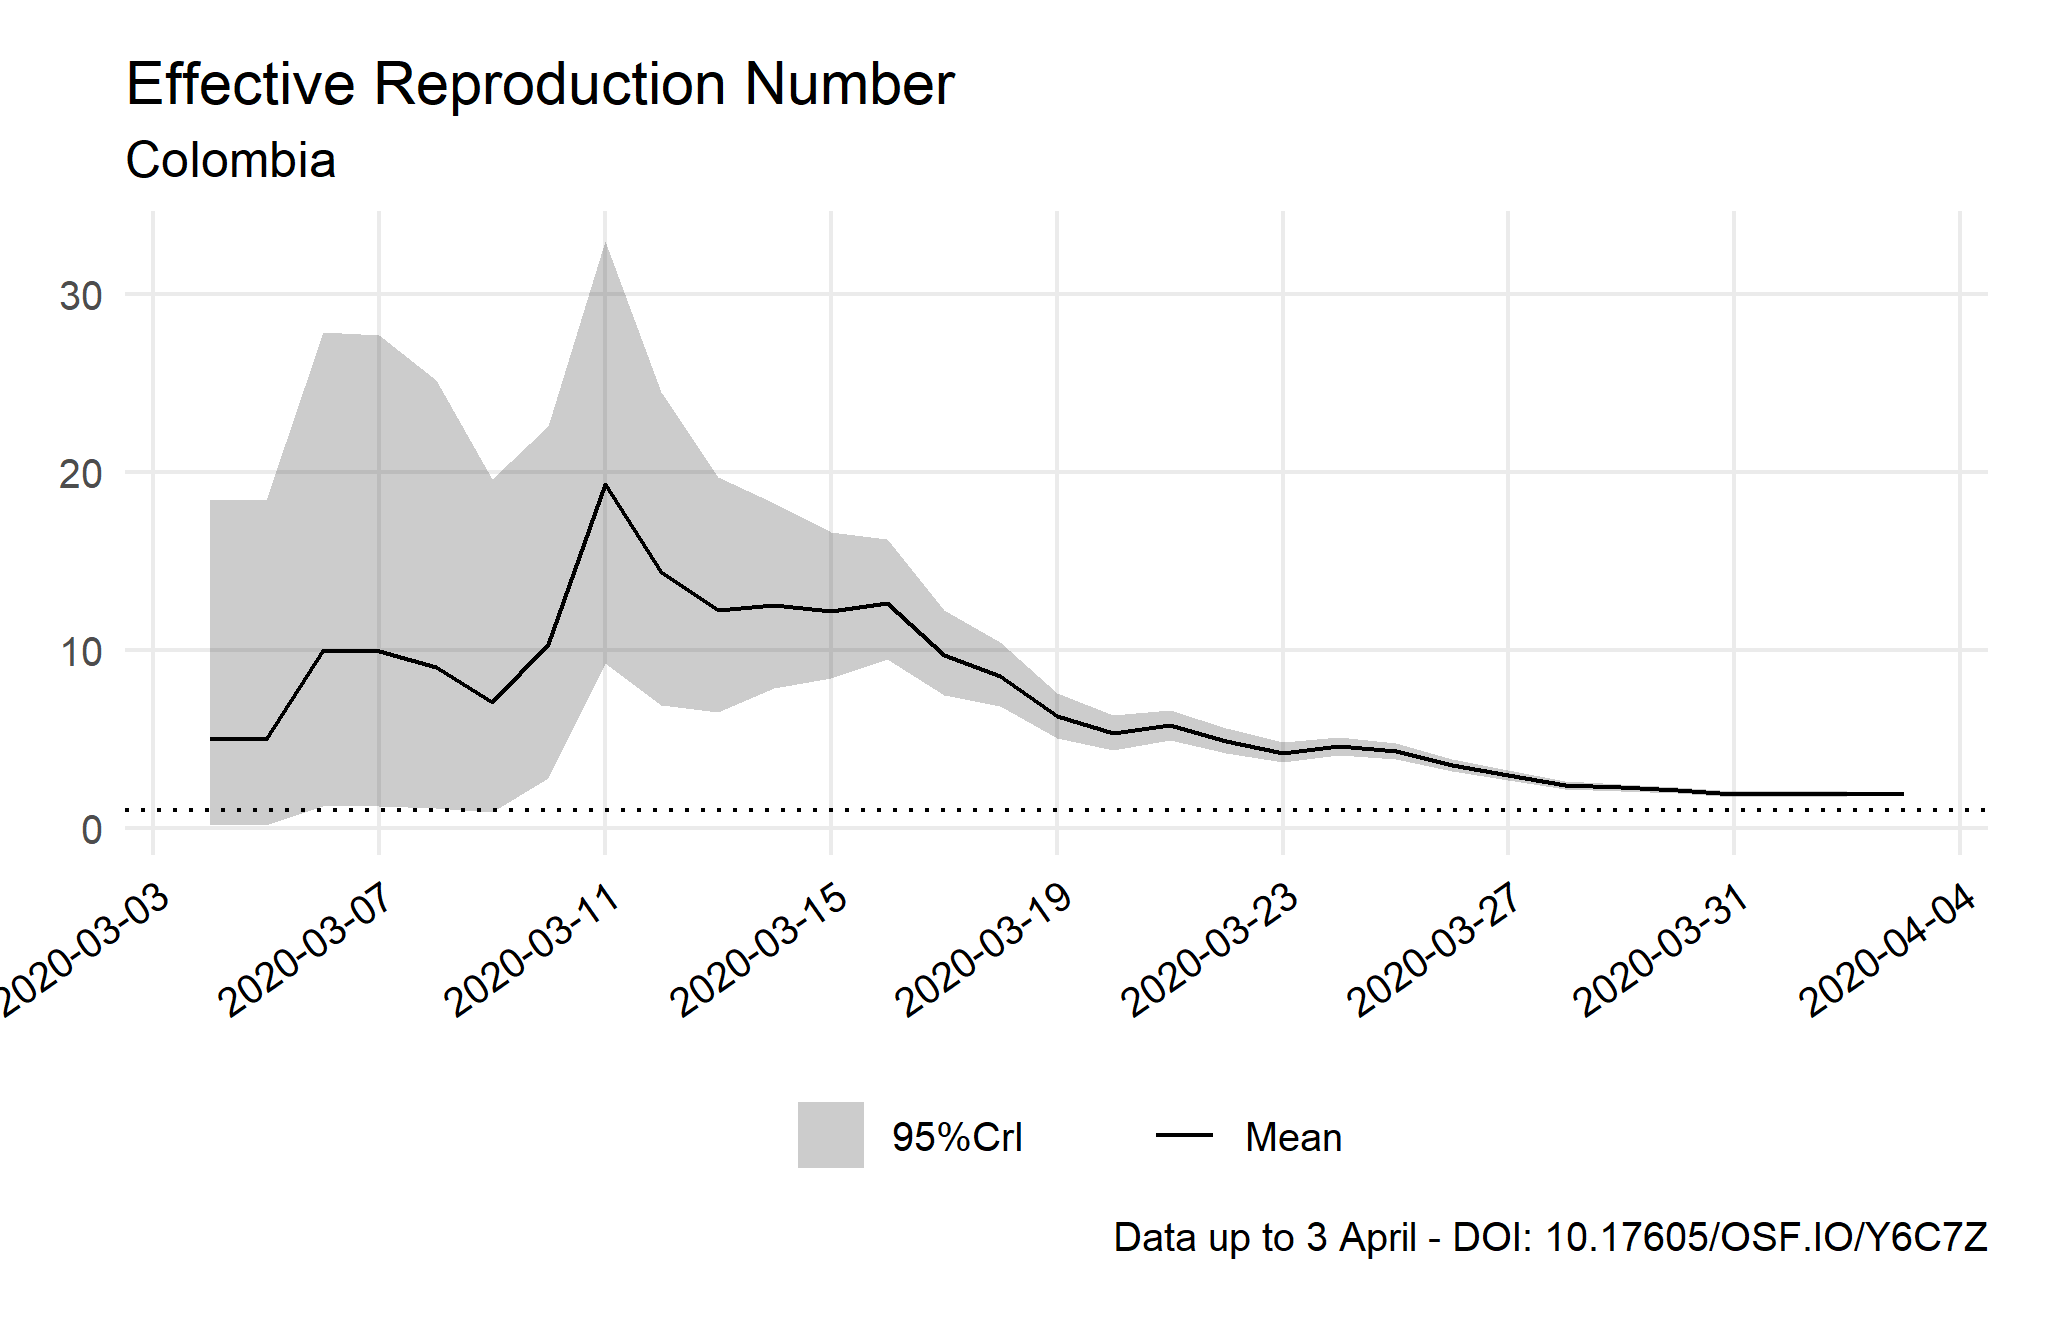 Effective Reproduction Number
Colombia
30
20
10
0
2020-03-03
2020-03-07
2020-03-11
2020-03-15
2020-03-19
2020-03-23
2020-03-27
2020-03-31
2020-04-04
95%CrI
Mean
Data up to 3 April - DOI: 10.17605/OSF.IO/Y6C7Z